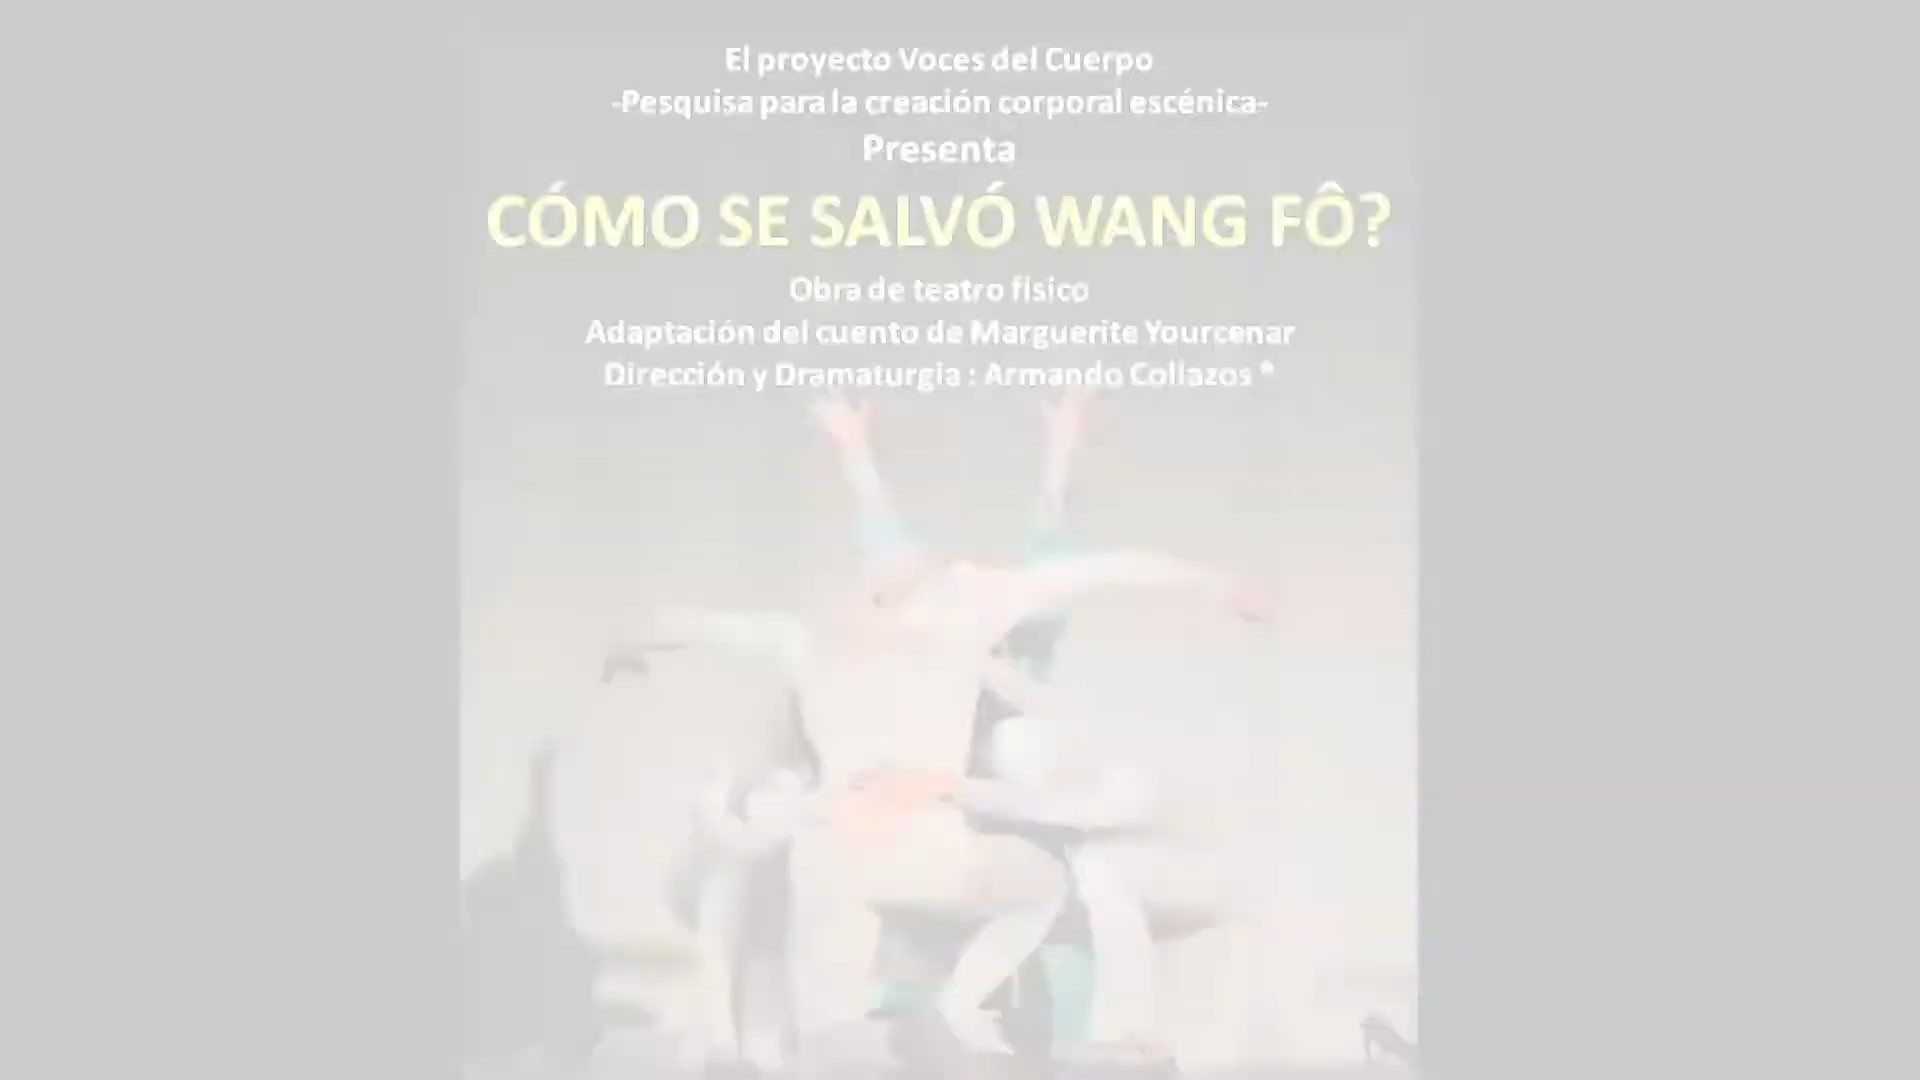 El proyecto Voces del Cuerpo
-Pesquisa para la creación corporal escénica-
Presenta
CÓMO SE SALVÓ WANG FÔ?
Obra de teatro físico
Adaptación del cuento de Marguerite Yourcenar
Dirección y Dramaturgia : Armando Collazos ®